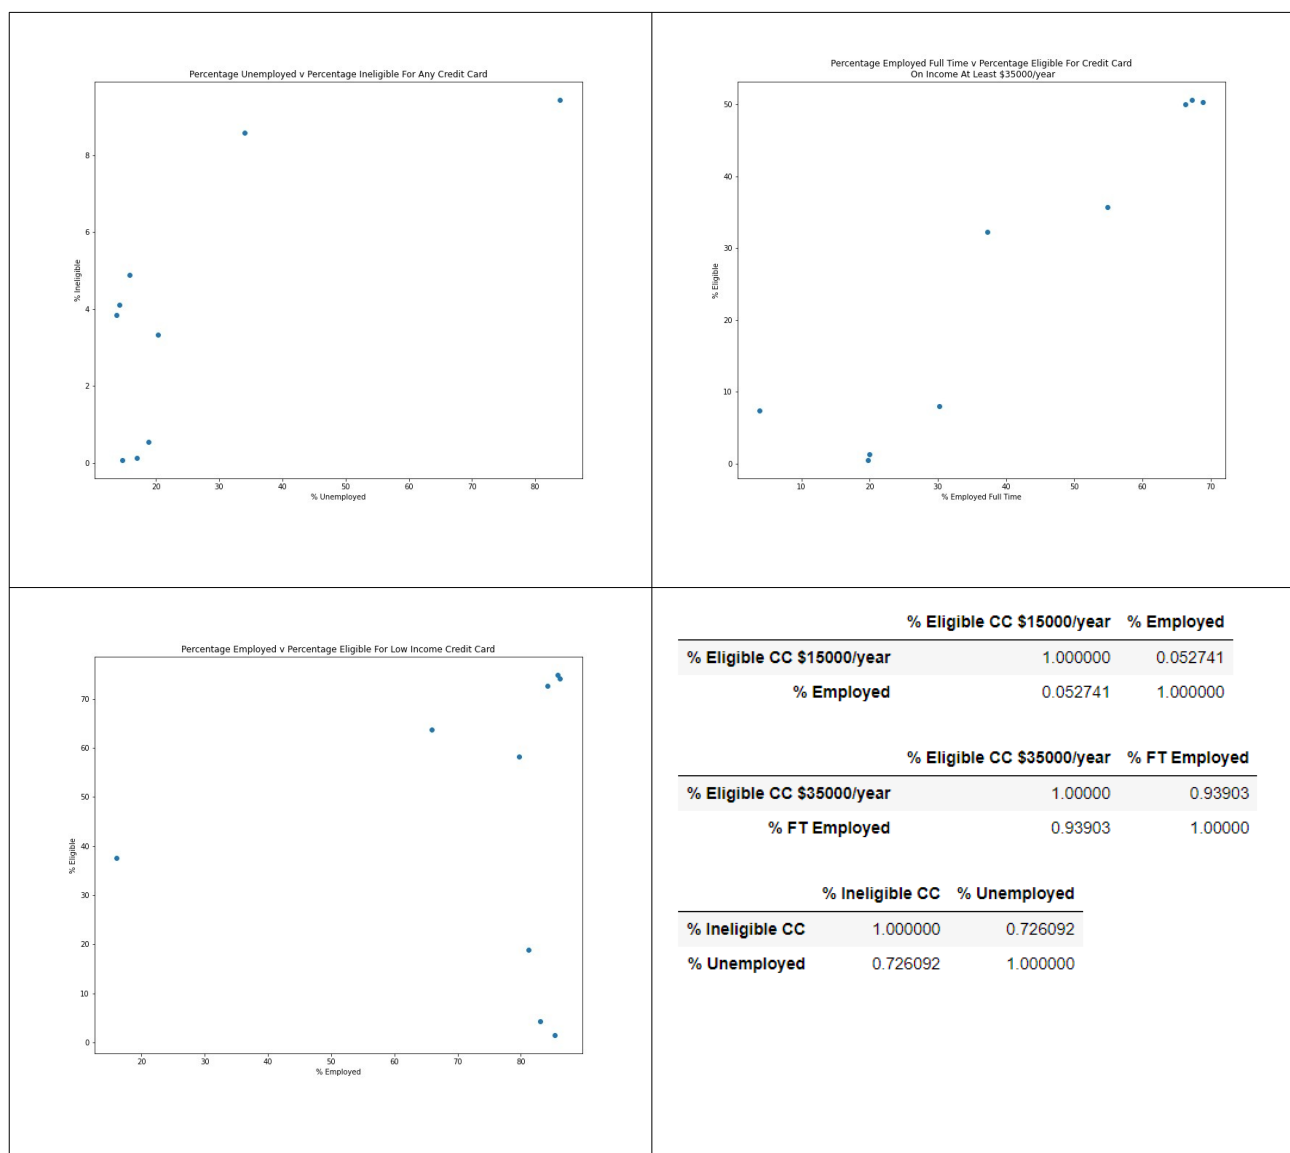 Percentage Unemployed v Percentage Ineligible For Any Credit Card
8
6
4
2
0
% Ineligible
20 30 40 50 60 70 80
% Unemployed
Percentage Employed Full Time v Percentage Eligible For Credit Card
On Income At Least $35000/year
50
40
30
20
10
0
% Eligible
10 20 30 40 50 60 70
% Employed Full Time
Percentage Employed v Percentage Eligible For Low Income Credit Card
70
60
50
40
30
20
10
0
% Eligible
20 30 40 50 60 70 80
% Employed
% Eligible CC $15000/year % Employed
% Eligible CC $15000/year 1.000000 0.052741
% Employed 0.052741 1.000000
% Eligible CC $35000/year % FT Employed
% Eligible CC $35000/year 1.00000 0.93903
% FT Employed 0.93903 1.00000
% Ineligible CC % Unemployed
% Ineligible CC 1.000000 0.726092
% Unemployed 0.726092 1.000000